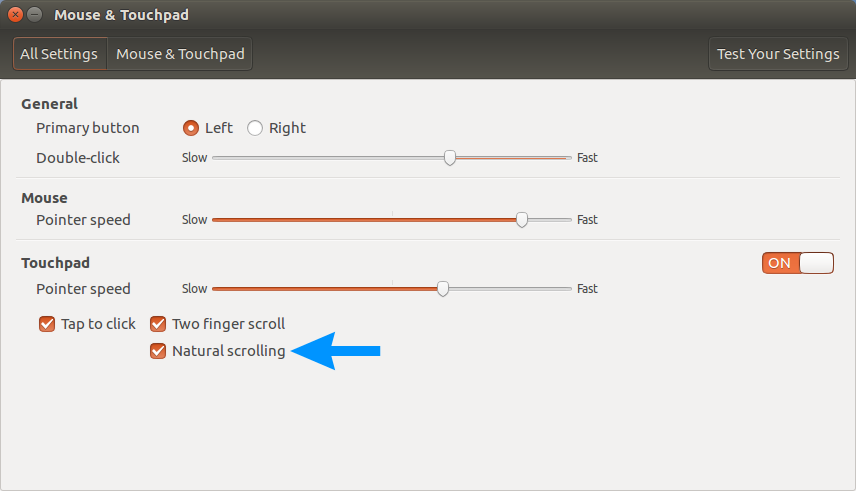 Mouse & Touchpad
All Settings Mouse & Touchpad Test Your Settings
General
Primary button Left Right
Double-click Slow Fast
Mouse
Pointer speed Slow Fast
Touchpad ON
Pointer speed Slow Fast
Tap to click Two finger scroll
Natural scrolling